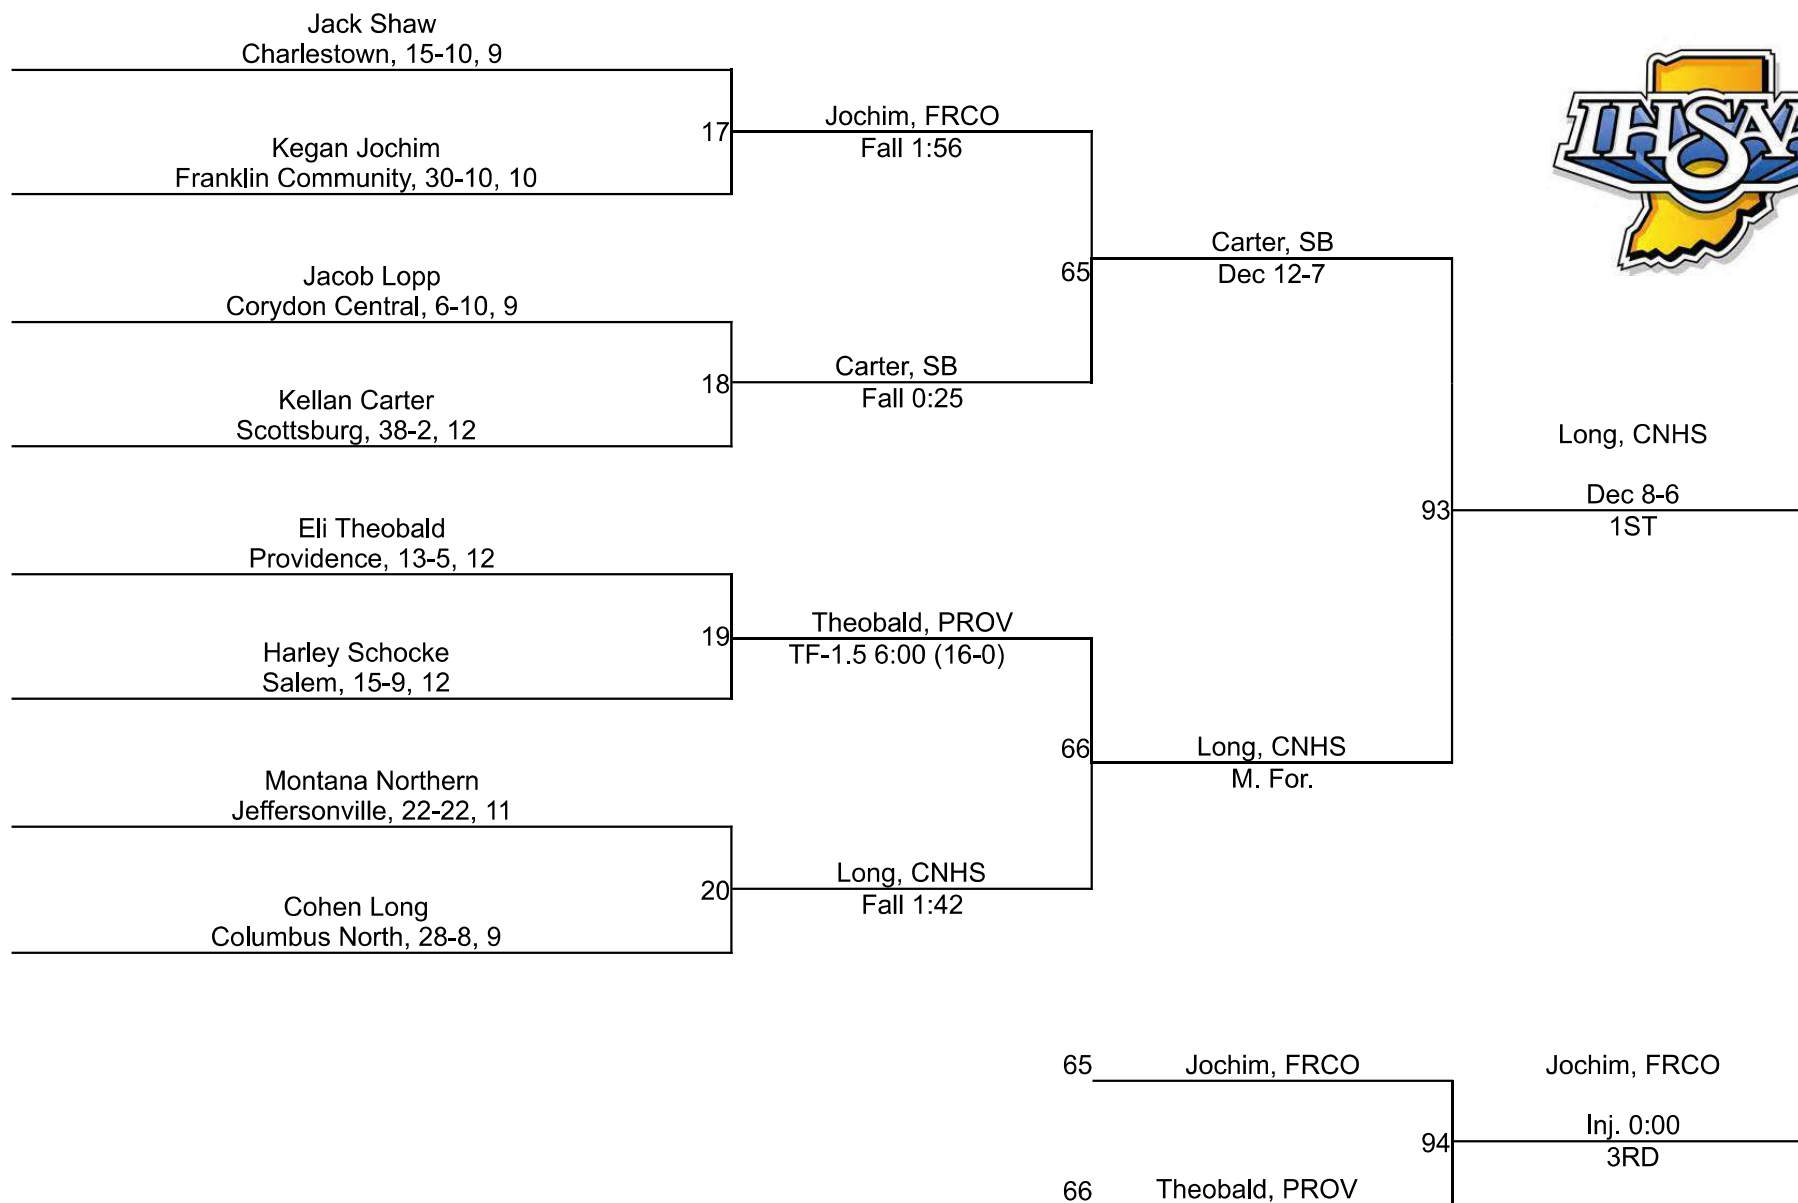 Jack Shaw
Charlestown, 15-10, 9
17
Jochim, FRCO
Fall 1:56
Kegan Jochim
Franklin Community, 30-10, 10
IHSAA
65
Carter, SB
Dec 12-7
Jacob Lopp
Corydon Central, 6-10, 9
18
Carter, SB
Fall 0:25
Kellan Carter
Scottsburg, 38-2, 12
93
Long, CNHS
Dec 8-6
1ST
Eli Theobald
Providence, 13-5, 12
19
Theobald, PROV
TF-1.5 6:00 (16-0)
Harley Schocke
Salem, 15-9, 12
66
Long, CNHS
M. For.
Montana Northern
Jeffersonville, 22-22, 11
20
Long, CNHS
Fall 1:42
Cohen Long
Columbus North, 28-8, 9
65
Jochim, FRCO
Jochim, FRCO
94
Inj. 0:00
3RD
66
Theobald, PROV